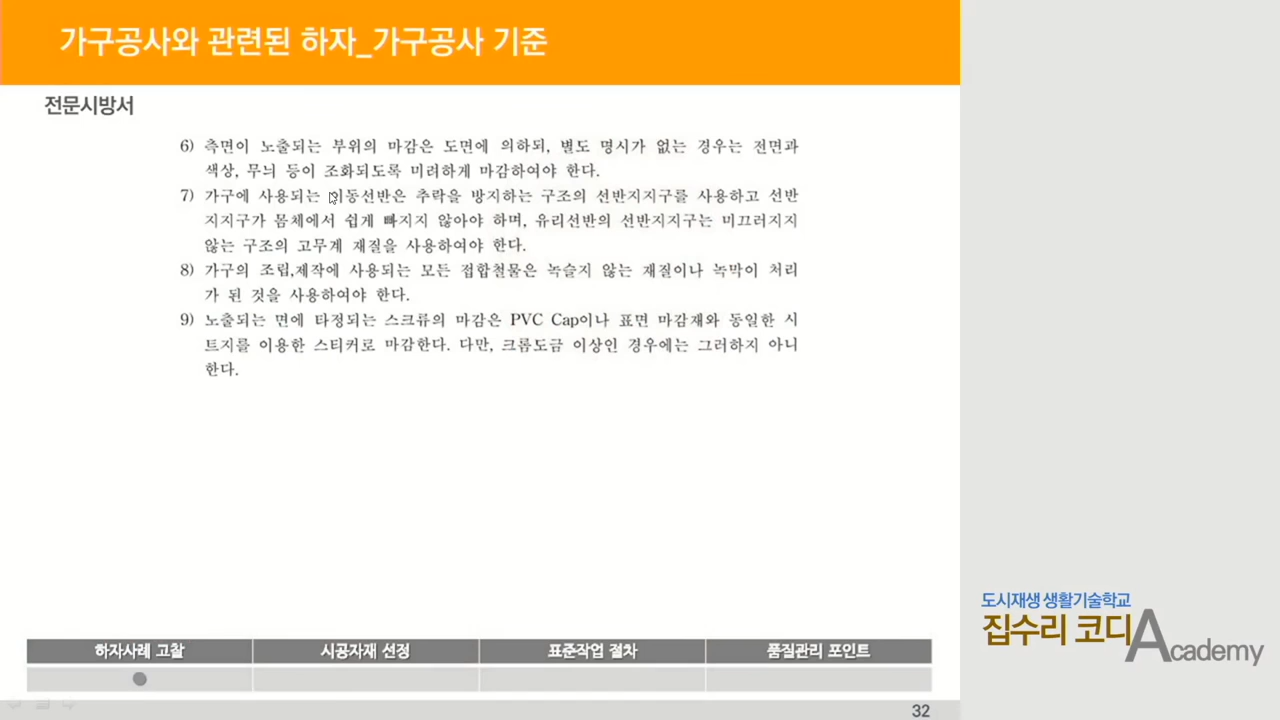 가구공사와 관련된 하자_가구공사 기준
전문시방서
6) 측면이 노출되는 부위의 마감은 도면에 의하되, 별도 명시가 없는 경우는 전면과
색상, 무늬 등이 조화되도록 미려하게 마감하여야 한다.
7) 가구에 사용되는 이동선반은 추락을 방지하는 구조의 선반지지구를 사용하고 선반
지지구가 몸체에서 쉽게 빠지지 않아야 하며, 유리선반의 선반지지구는 미끄러지지
않는 구조의 고무계 재질을 사용하여야 한다.
8) 가구의 조립,제작에 사용되는 모든 접합철물은 녹슬지 않는 재질이나 녹막이 처리
가 된 것을 사용하여야 한다.
9) 노출되는 면에 타정되는 스크류의 마감은 PVC Cap이나 표면 마감재와 동일한 시
트지를 이용한 스티커로 마감한다. 다만, 크롬도금 이상인 경우에는 그러하지 아니
한다.
도시재생 생활기술학교
집수리 코디 Academy
하자사례 고찰 시공자재 선정 표준작업 절차 품질관리 포인트
32